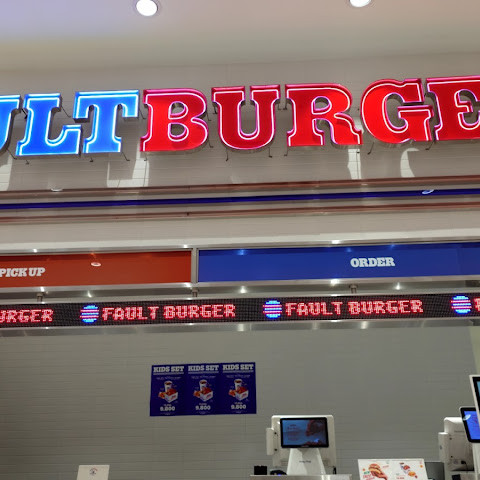 ULTBURGE
PICK UP
ORDER
URGER FAULT BURGER FAULT BURGER F
KIDS SET KIDS SET KIDS SET
9,800 9,800 9,800